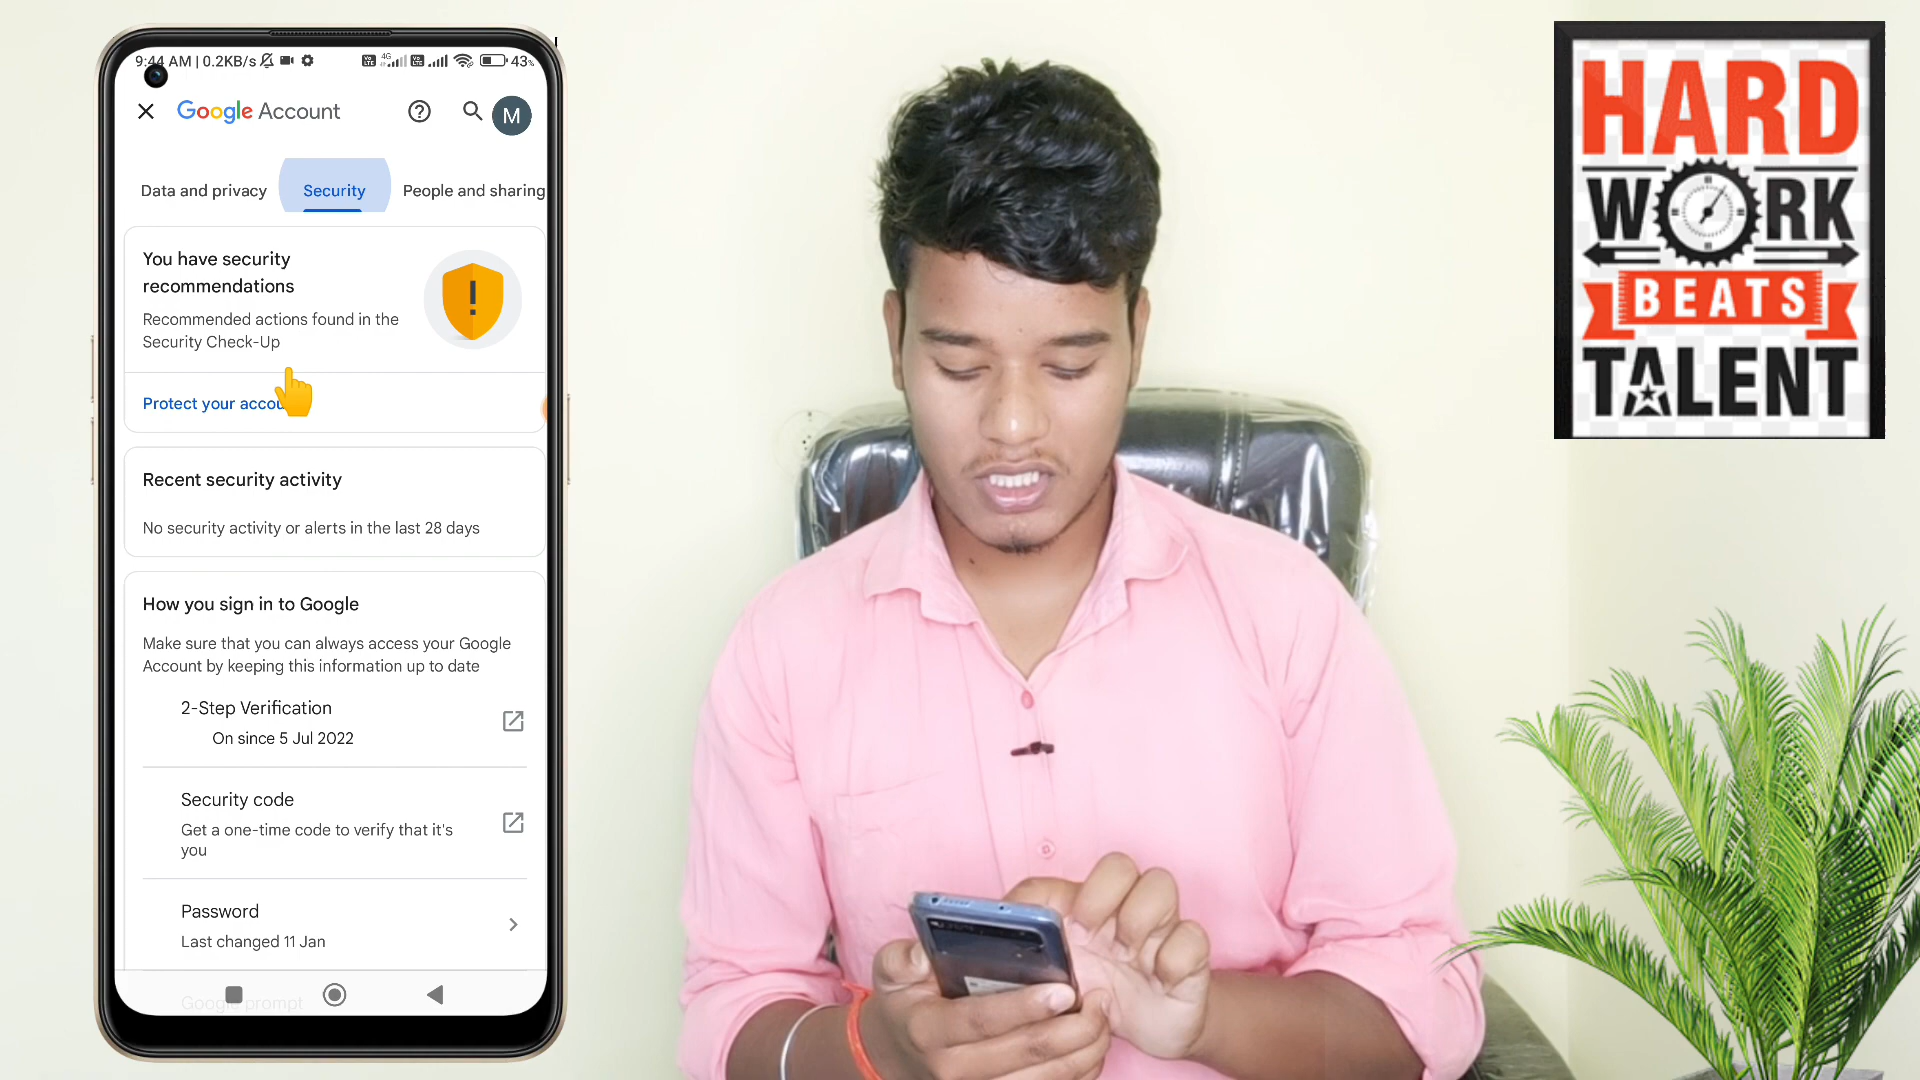 9:44 AM | 0.2KB/s
4G
43%
Google Account
M
Data and privacy
Security
People and sharing
You have security
recommendations
Recommended actions found in the
Security Check-Up
Protect your accou
Recent security activity
No security activity or alerts in the last 28 days
How you sign in to Google
Make sure that you can always access your Google
Account by keeping this information up to date
2-Step Verification
On since 5 Jul 2022
Security code
Get a one-time code to verify that it's
you
Password
Last changed 11 Jan
Google prompt
HARD
WORK
BEATS
TALENT